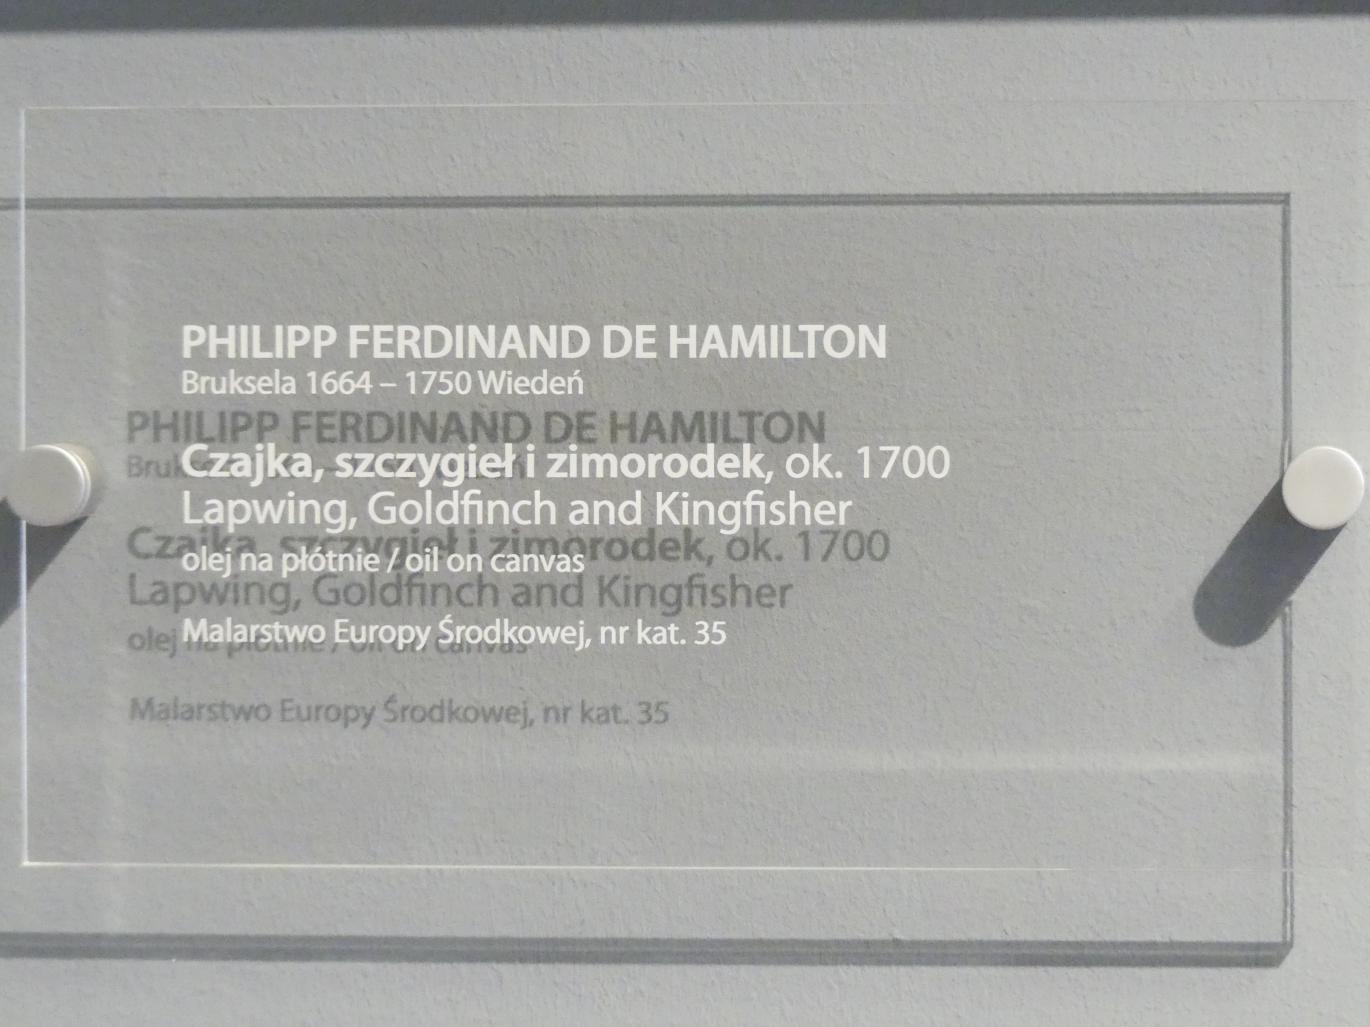 PHILIPP FERDINAND DE HAMILTON
Bruksela 1664 – 1750 Wiedeń
Czajka, szczygieł i zimorodek, ok. 1700
Lapwing, Goldfinch and Kingfisher
olej na płótnie / oil on canvas
Malarstwo Europy Środkowej, nr kat. 35